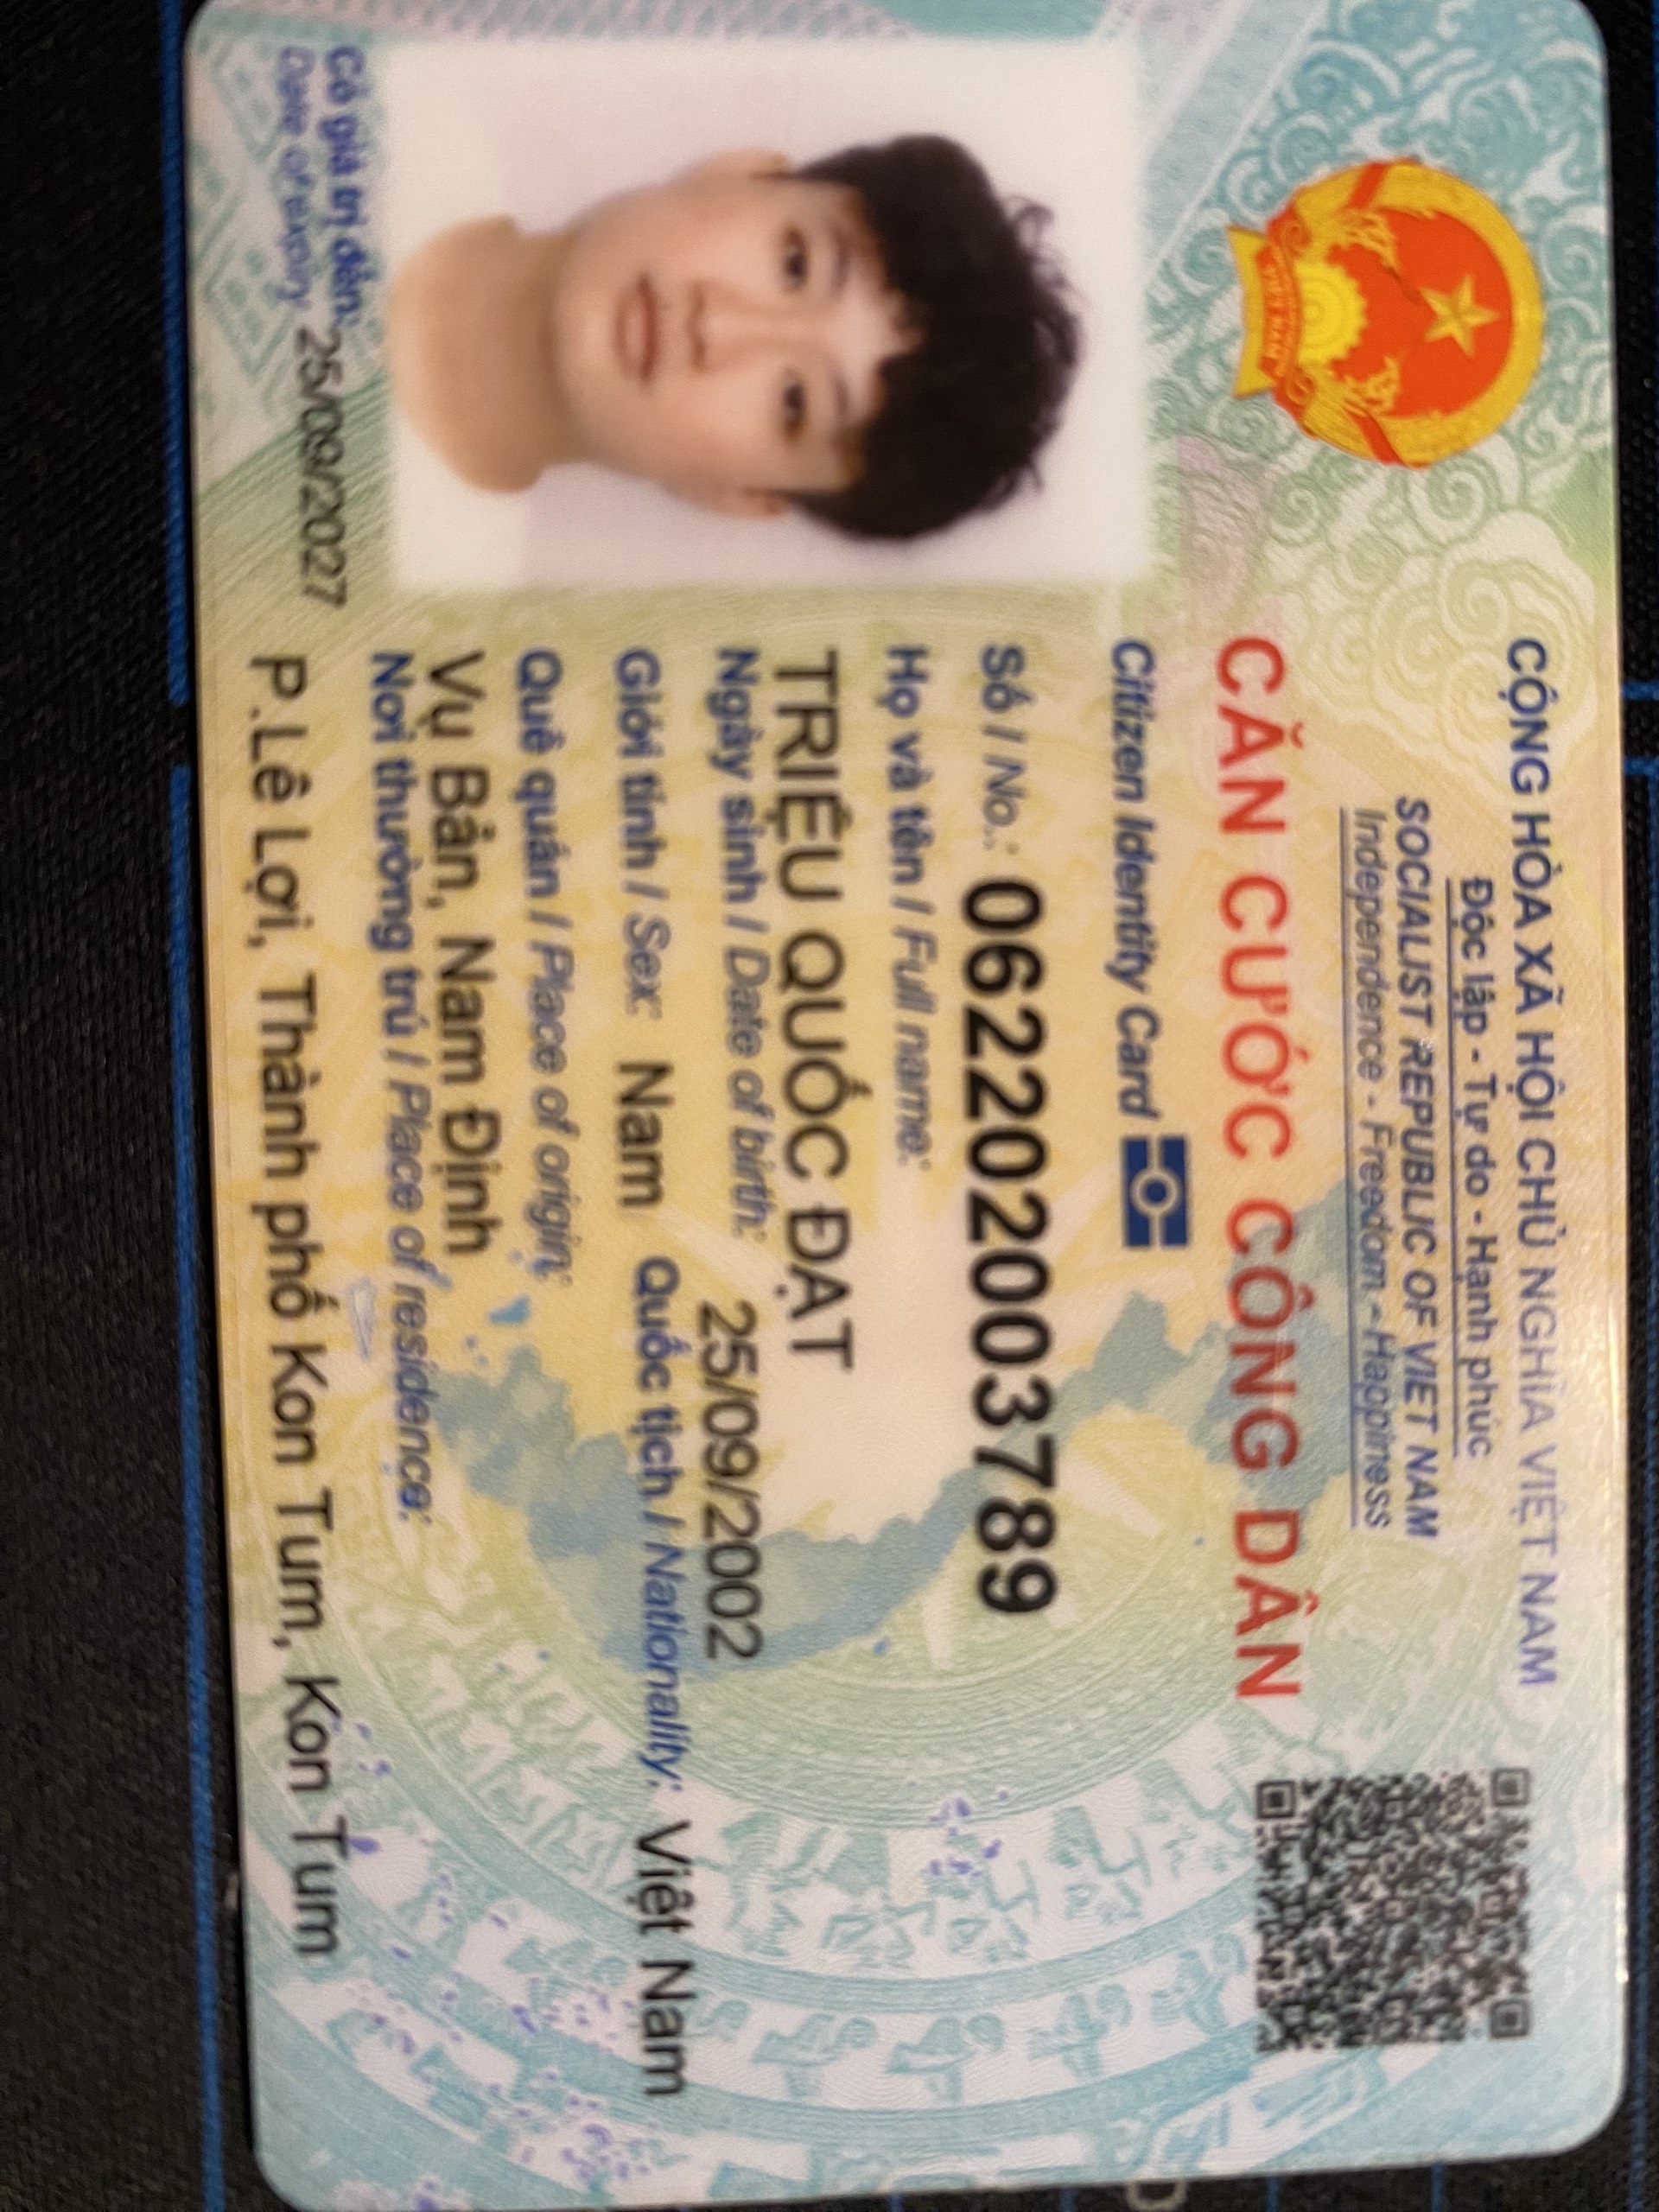 CỘNG HÒA XÃ HỘI CHỦ NGHĨA VIỆT NAM
Độc lập - Tự do - Hạnh phúc
SOCIALIST REPUBLIC OF VIET NAM
Independence - Freedom - Happiness
CĂN CƯỚC CÔNG DÂN
Citizen Identity Card
Số / No.: 062202003789
Họ và tên / Full name:
TRIỆU QUỐC ĐẠT
Ngày sinh / Date of birth: 25/09/2002
Giới tính / Sex: Nam Quốc tịch / Nationality: Việt Nam
Quê quán / Place of origin:
Vụ Bản, Nam Định
Nơi thường trú / Place of residence:
P.Lê Lợi, Thành phố Kon Tum, Kon Tum
Có giá trị đến: 25/09/2027
Date of expiry